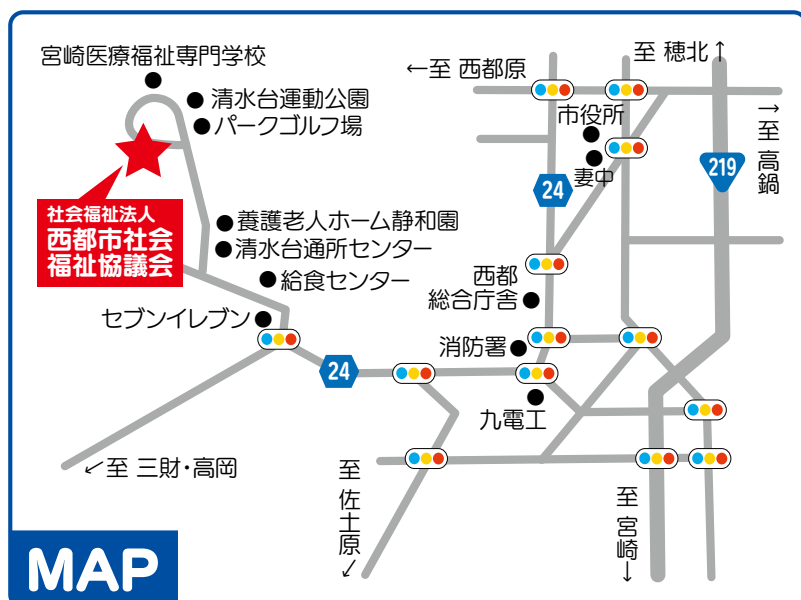 宮崎医療福祉専門学校
清水台運動公園
パークゴルフ場
社会福祉法人
西都市社会
福祉協議会
養護老人ホーム静和園
清水台通所センター
給食センター
セブンイレブン
24
↙至 三財・高岡
←至 西都原
至 穂北↑
市役所
妻中
24
219
→至 高鍋
西都
総合庁舎
消防署
九電工
至 佐土原↙
至 宮崎↓
MAP